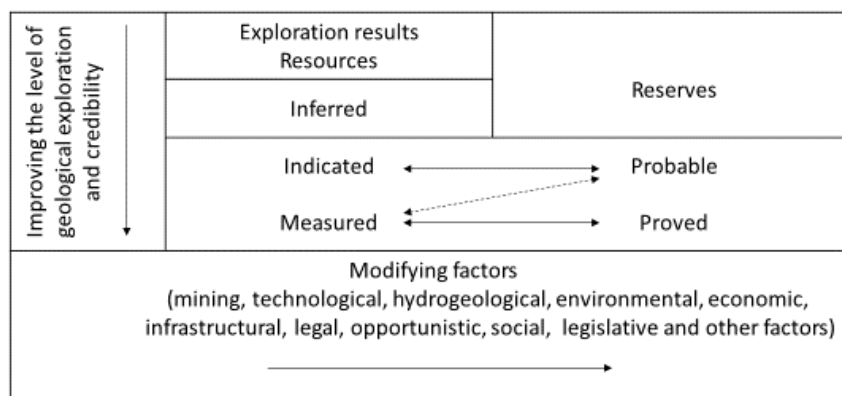 Improving the level of
geological exploration
and credibility
Exploration results
Resources
Reserves
Inferred
Indicated
Probable
Measured
Proved
Modifying factors
(mining, technological, hydrogeological, environmental, economic,
infrastructural, legal, opportunistic, social, legislative and other factors)